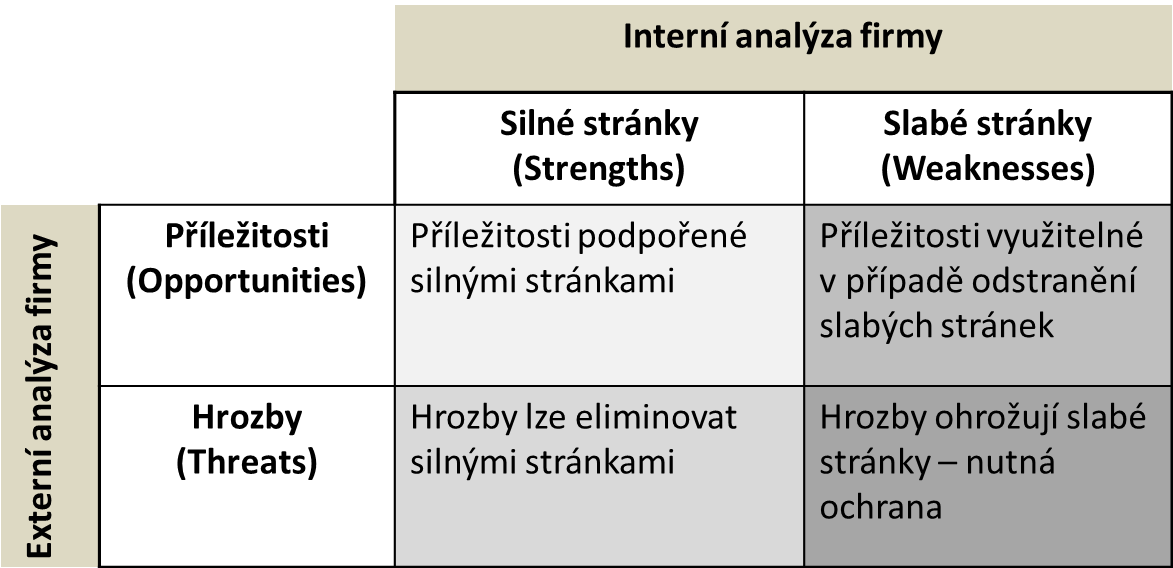 Interní analýza firmy
Silné stránky
(Strengths)
Slabé stránky
(Weaknesses)
Externí analýza firmy
Příležitosti
(Opportunities)
Příležitosti podpořené
silnými stránkami
Příležitosti využitelné
v případě odstranění
slabých stránek
Hrozby
(Threats)
Hrozby lze eliminovat
silnými stránkami
Hrozby ohrožují slabé
stránky – nutná
ochrana